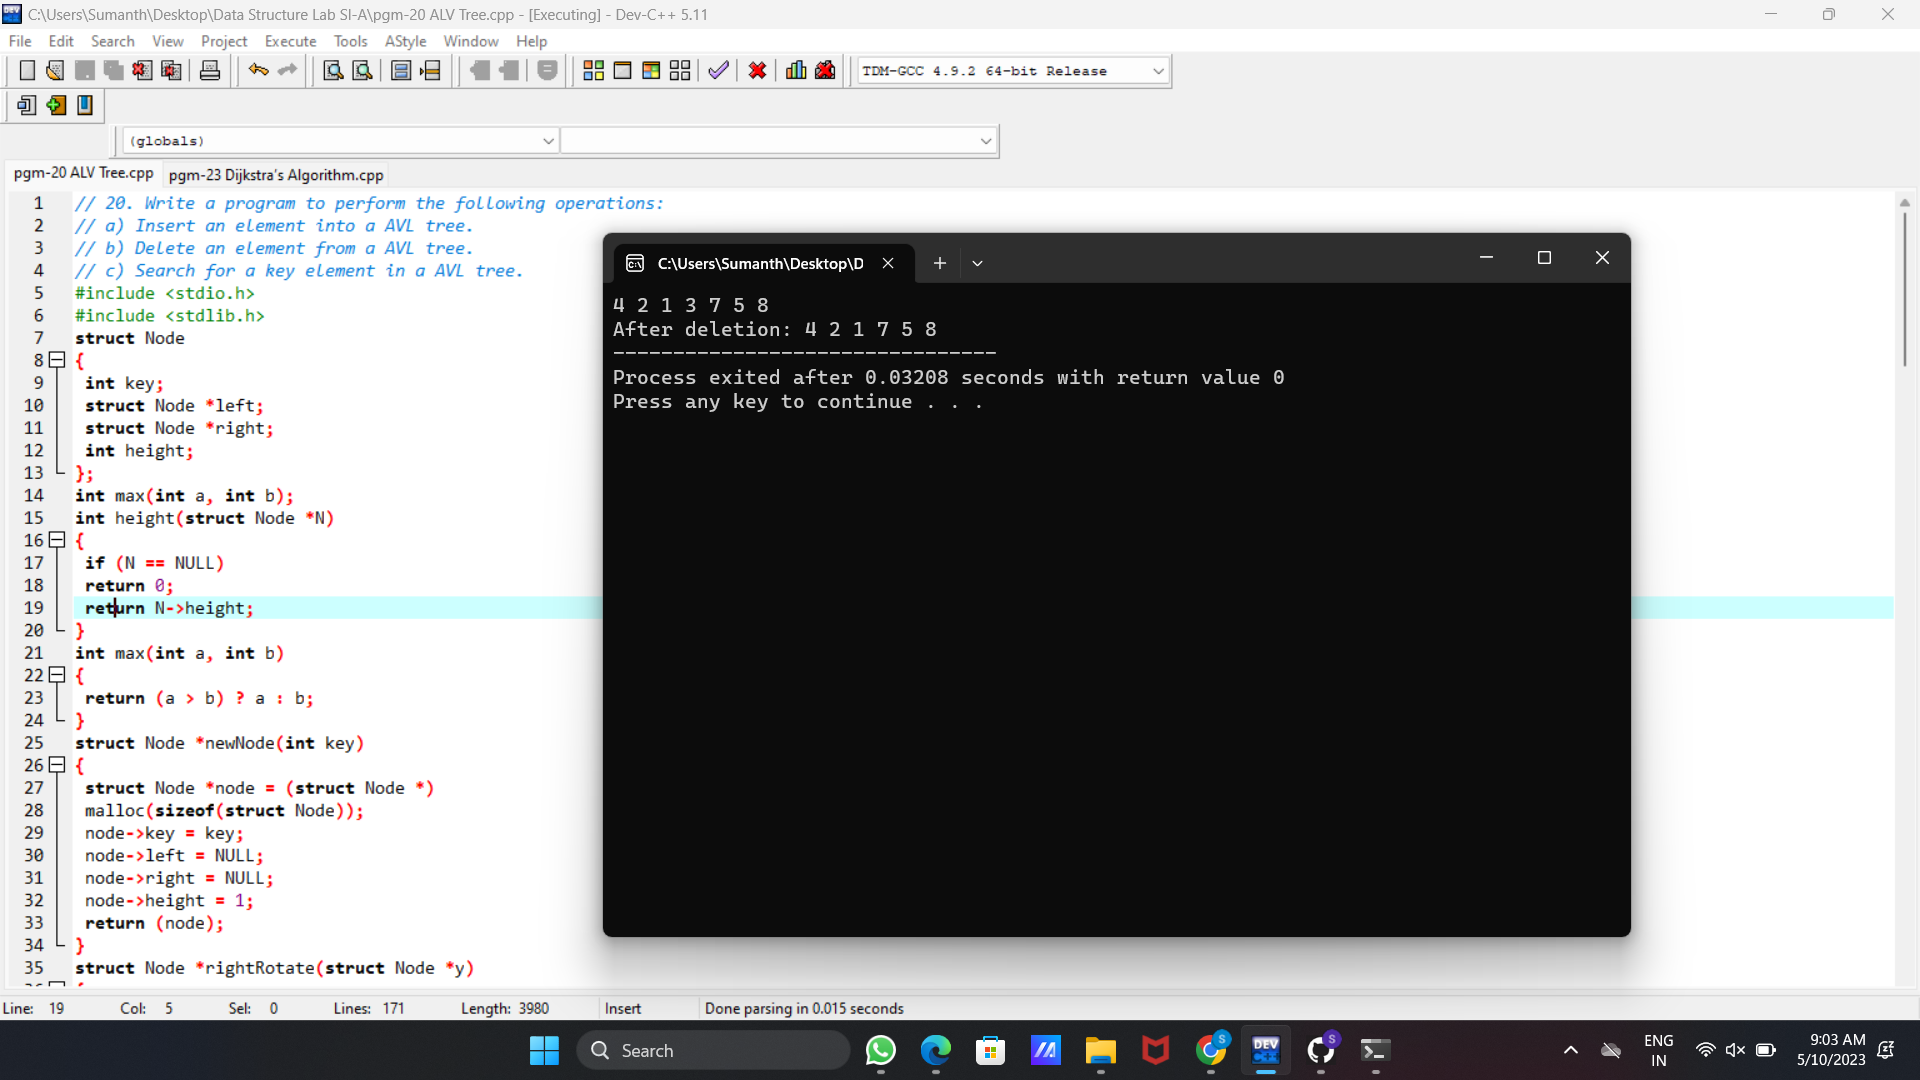 C:\Users\Sumanth\Desktop\Data Structure Lab SI-A\pgm-20 ALV Tree.cpp - [Executing] - Dev-C++ 5.11
File Edit Search View Project Execute Tools AStyle Window Help
TDM-GCC 4.9.2 64-bit Release
(globals)
pgm-20 ALV Tree.cpp pgm-23 Dijkstra's Algorithm.cpp
1 // 20. Write a program to perform the following operations:
2 // a) Insert an element into a AVL tree.
3 // b) Delete an element from a AVL tree.
4 // c) Search for a key element in a AVL tree.
5 #include <stdio.h>
6 #include <stdlib.h>
7 struct Node
8 {
9 int key;
10 struct Node *left;
11 struct Node *right;
12 int height;
13 };
14 int max(int a, int b);
15 int height(struct Node *N)
16 {
17 if (N == NULL)
18 return 0;
19 return N->height;
20 }
21 int max(int a, int b)
22 {
23 return (a > b) ? a : b;
24 }
25 struct Node *newNode(int key)
26 {
27 struct Node *node = (struct Node *)
28 malloc(sizeof(struct Node));
29 node->key = key;
30 node->left = NULL;
31 node->right = NULL;
32 node->height = 1;
33 return (node);
34 }
35 struct Node *rightRotate(struct Node *y)
C:\Users\Sumanth\Desktop\D
4 2 1 3 7 5 8
After deletion: 4 2 1 7 5 8
--------------------------------
Process exited after 0.03208 seconds with return value 0
Press any key to continue . . .
Line: 19 Col: 5 Sel: 0 Lines: 171 Length: 3980 Insert Done parsing in 0.015 seconds
Search
DEV
C++
S
S
ENG
IN
9:03 AM
5/10/2023